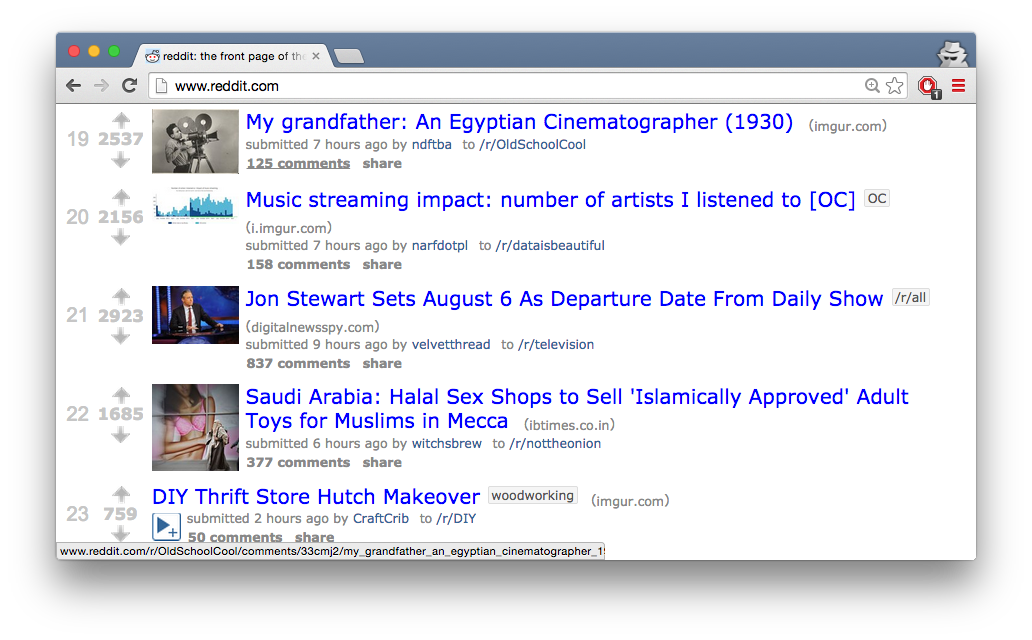 reddit: the front page of the
www.reddit.com
1
19
2537
My grandfather: An Egyptian Cinematographer (1930) (imgur.com)
submitted 7 hours ago by ndftba to /r/OldSchoolCool
125 comments share
20
2156
Music streaming impact: number of artists I listened to [OC] OC
(i.imgur.com)
submitted 7 hours ago by narfdotpl to /r/dataisbeautiful
158 comments share
21
2923
Jon Stewart Sets August 6 As Departure Date From Daily Show /r/all
(digitalnewsspy.com)
submitted 9 hours ago by velvetthread to /r/television
837 comments share
22
1685
Saudi Arabia: Halal Sex Shops to Sell 'Islamically Approved' Adult
Toys for Muslims in Mecca (ibtimes.co.in)
submitted 6 hours ago by witchsbrew to /r/nottheonion
377 comments share
23
759
DIY Thrift Store Hutch Makeover woodworking (imgur.com)
submitted 2 hours ago by CraftCrib to /r/DIY
50 comments share
www.reddit.com/r/OldSchoolCool/comments/33cmj2/my_grandfather_an_egyptian_cinematographer_1